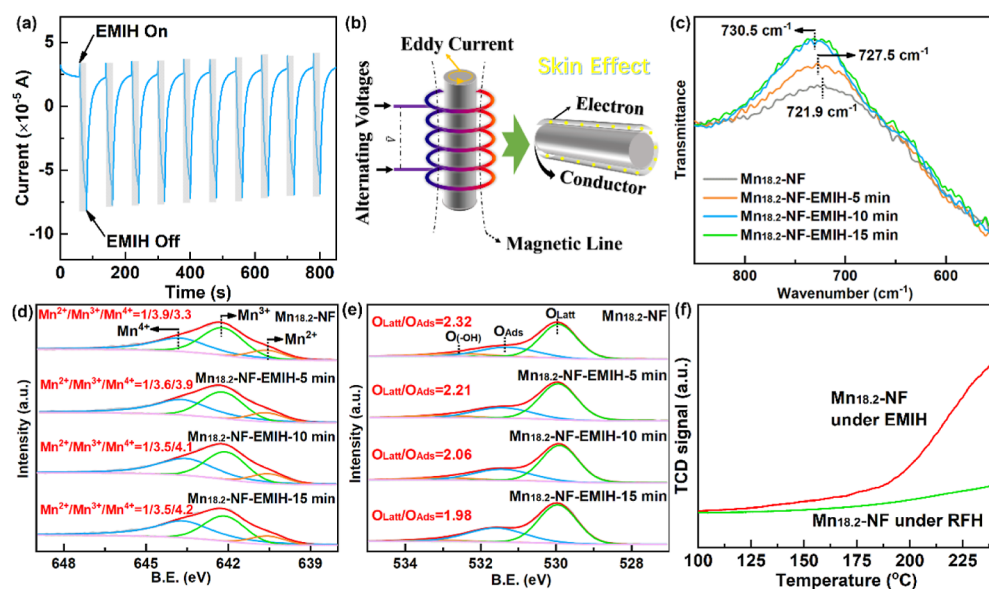 (a)
EMIH On
EMIH Off
Current (×10⁻⁵ A)
5
0
-5
-10
0
200
400
600
800
Time (s)
(b)
Eddy Current
Alternating Voltages
Skin Effect
Electron
Conductor
Magnetic Line
(c)
730.5 cm⁻¹
727.5 cm⁻¹
721.9 cm⁻¹
Transmittance
Mn18.2-NF
Mn18.2-NF-EMIH-5 min
Mn18.2-NF-EMIH-10 min
Mn18.2-NF-EMIH-15 min
800
700
600
Wavenumber (cm⁻¹)
(d)
Mn²⁺/Mn³⁺/Mn⁴⁺=1/3.9/3.3
Mn18.2-NF
Mn⁴⁺
Mn³⁺
Mn²⁺
Mn18.2-NF-EMIH-5 min
Mn²⁺/Mn³⁺/Mn⁴⁺=1/3.6/3.9
Mn18.2-NF-EMIH-10 min
Mn²⁺/Mn³⁺/Mn⁴⁺=1/3.5/4.1
Mn18.2-NF-EMIH-15 min
Mn²⁺/Mn³⁺/Mn⁴⁺=1/3.5/4.2
Intensity (a.u.)
648
645
642
639
B.E. (eV)
(e)
OLatt/OAds=2.32
OLatt
Mn18.2-NF
O(-OH)
OAds
Mn18.2-NF-EMIH-5 min
OLatt/OAds=2.21
Mn18.2-NF-EMIH-10 min
OLatt/OAds=2.06
Mn18.2-NF-EMIH-15 min
OLatt/OAds=1.98
Intensity (a.u.)
534
532
530
528
B.E. (eV)
(f)
TCD signal (a.u.)
Mn18.2-NF
under EMIH
Mn18.2-NF under RFH
100
125
150
175
200
225
Temperature (°C)